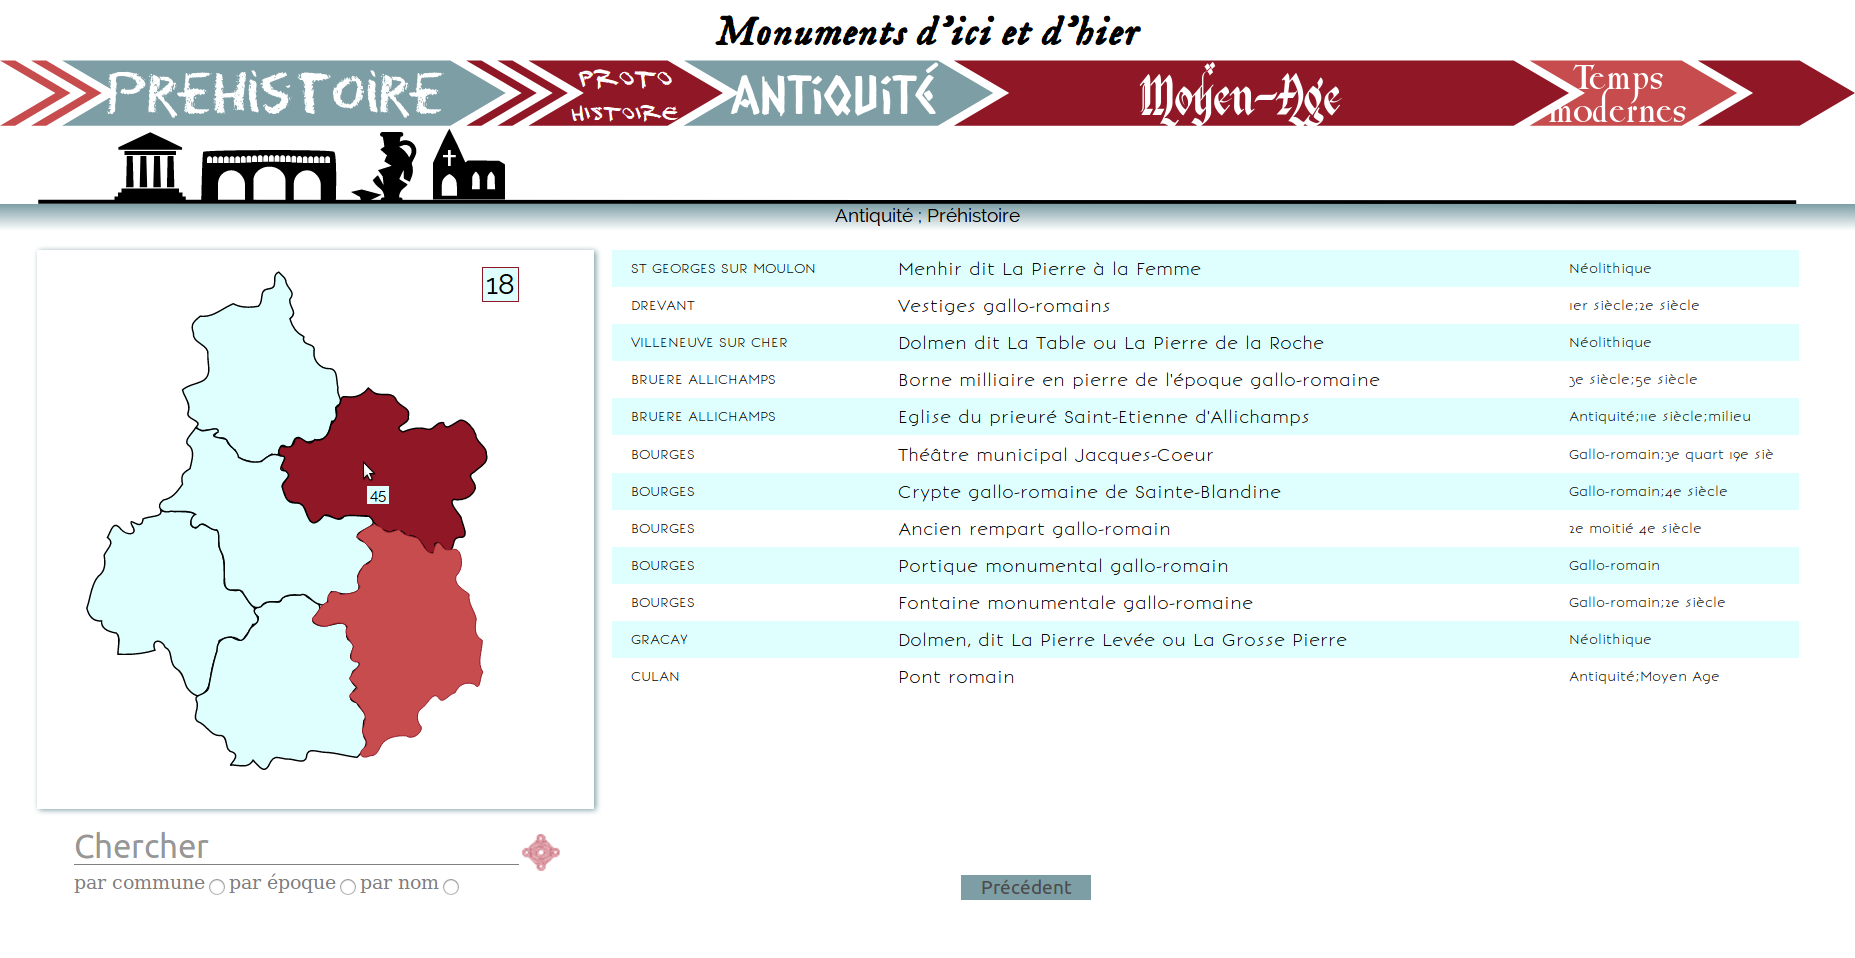 Monuments d'ici et d'hier
PREHISTOIRE
PROTO
HISTOIRE
ANTIQUITÉ
Moyen-Age
Temps
modernes
Antiquité ; Préhistoire
18
45
ST GEORGES SUR MOULON Menhir dit La Pierre à la Femme Néolithique
DREVANT Vestiges gallo-romains 1er siècle;2e siècle
VILLENEUVE SUR CHER Dolmen dit La Table ou La Pierre de la Roche Néolithique
BRUERE ALLICHAMPS Borne milliaire en pierre de l'époque gallo-romaine 3e siècle;5e siècle
BRUERE ALLICHAMPS Eglise du prieuré Saint-Etienne d'Allichamps Antiquité;11e siècle;milieu
BOURGES Théâtre municipal Jacques-Coeur Gallo-romain;3e quart 19e siè
BOURGES Crypte gallo-romaine de Sainte-Blandine Gallo-romain;4e siècle
BOURGES Ancien rempart gallo-romain 2e moitié 4e siècle
BOURGES Portique monumental gallo-romain Gallo-romain
BOURGES Fontaine monumentale gallo-romaine Gallo-romain;2e siècle
GRACAY Dolmen, dit La Pierre Levée ou La Grosse Pierre Néolithique
CULAN Pont romain Antiquité;Moyen Age
Chercher
par commune par époque par nom
Précédent